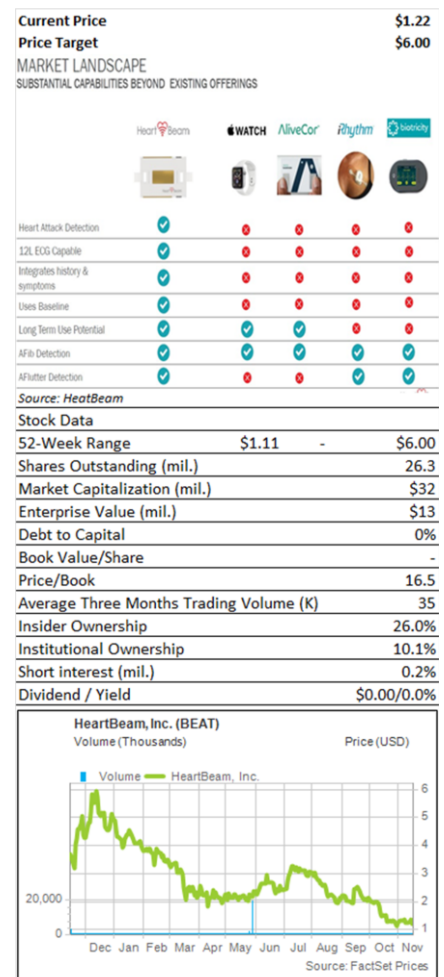 Current Price $1.22
Price Target $6.00
MARKET LANDSCAPE
SUBSTANTIAL CAPABILITIES BEYOND EXISTING OFFERINGS
HeartBeam WATCH AliveCor Rhythm biotricity
Heart Attack Detection
12L ECG Capable
Integrates history &
symptoms
Uses Baseline
Long Term Use Potential
AFib Detection
AFlutter Detection
Source: HeatBeam
Stock Data
52-Week Range $1.11 - $6.00
Shares Outstanding (mil.) 26.3
Market Capitalization (mil.) $32
Enterprise Value (mil.) $13
Debt to Capital 0%
Book Value/Share -
Price/Book 16.5
Average Three Months Trading Volume (K) 35
Insider Ownership 26.0%
Institutional Ownership 10.1%
Short interest (mil.) 0.2%
Dividend / Yield $0.00/0.0%
HeartBeam, Inc. (BEAT)
Volume (Thousands) Price (USD)
Volume HeartBeam, Inc.
6
5
4
3
20,000 2
0 1
Dec Jan Feb Mar Apr May Jun Jul Aug Sep Oct Nov
Source: FactSet Prices